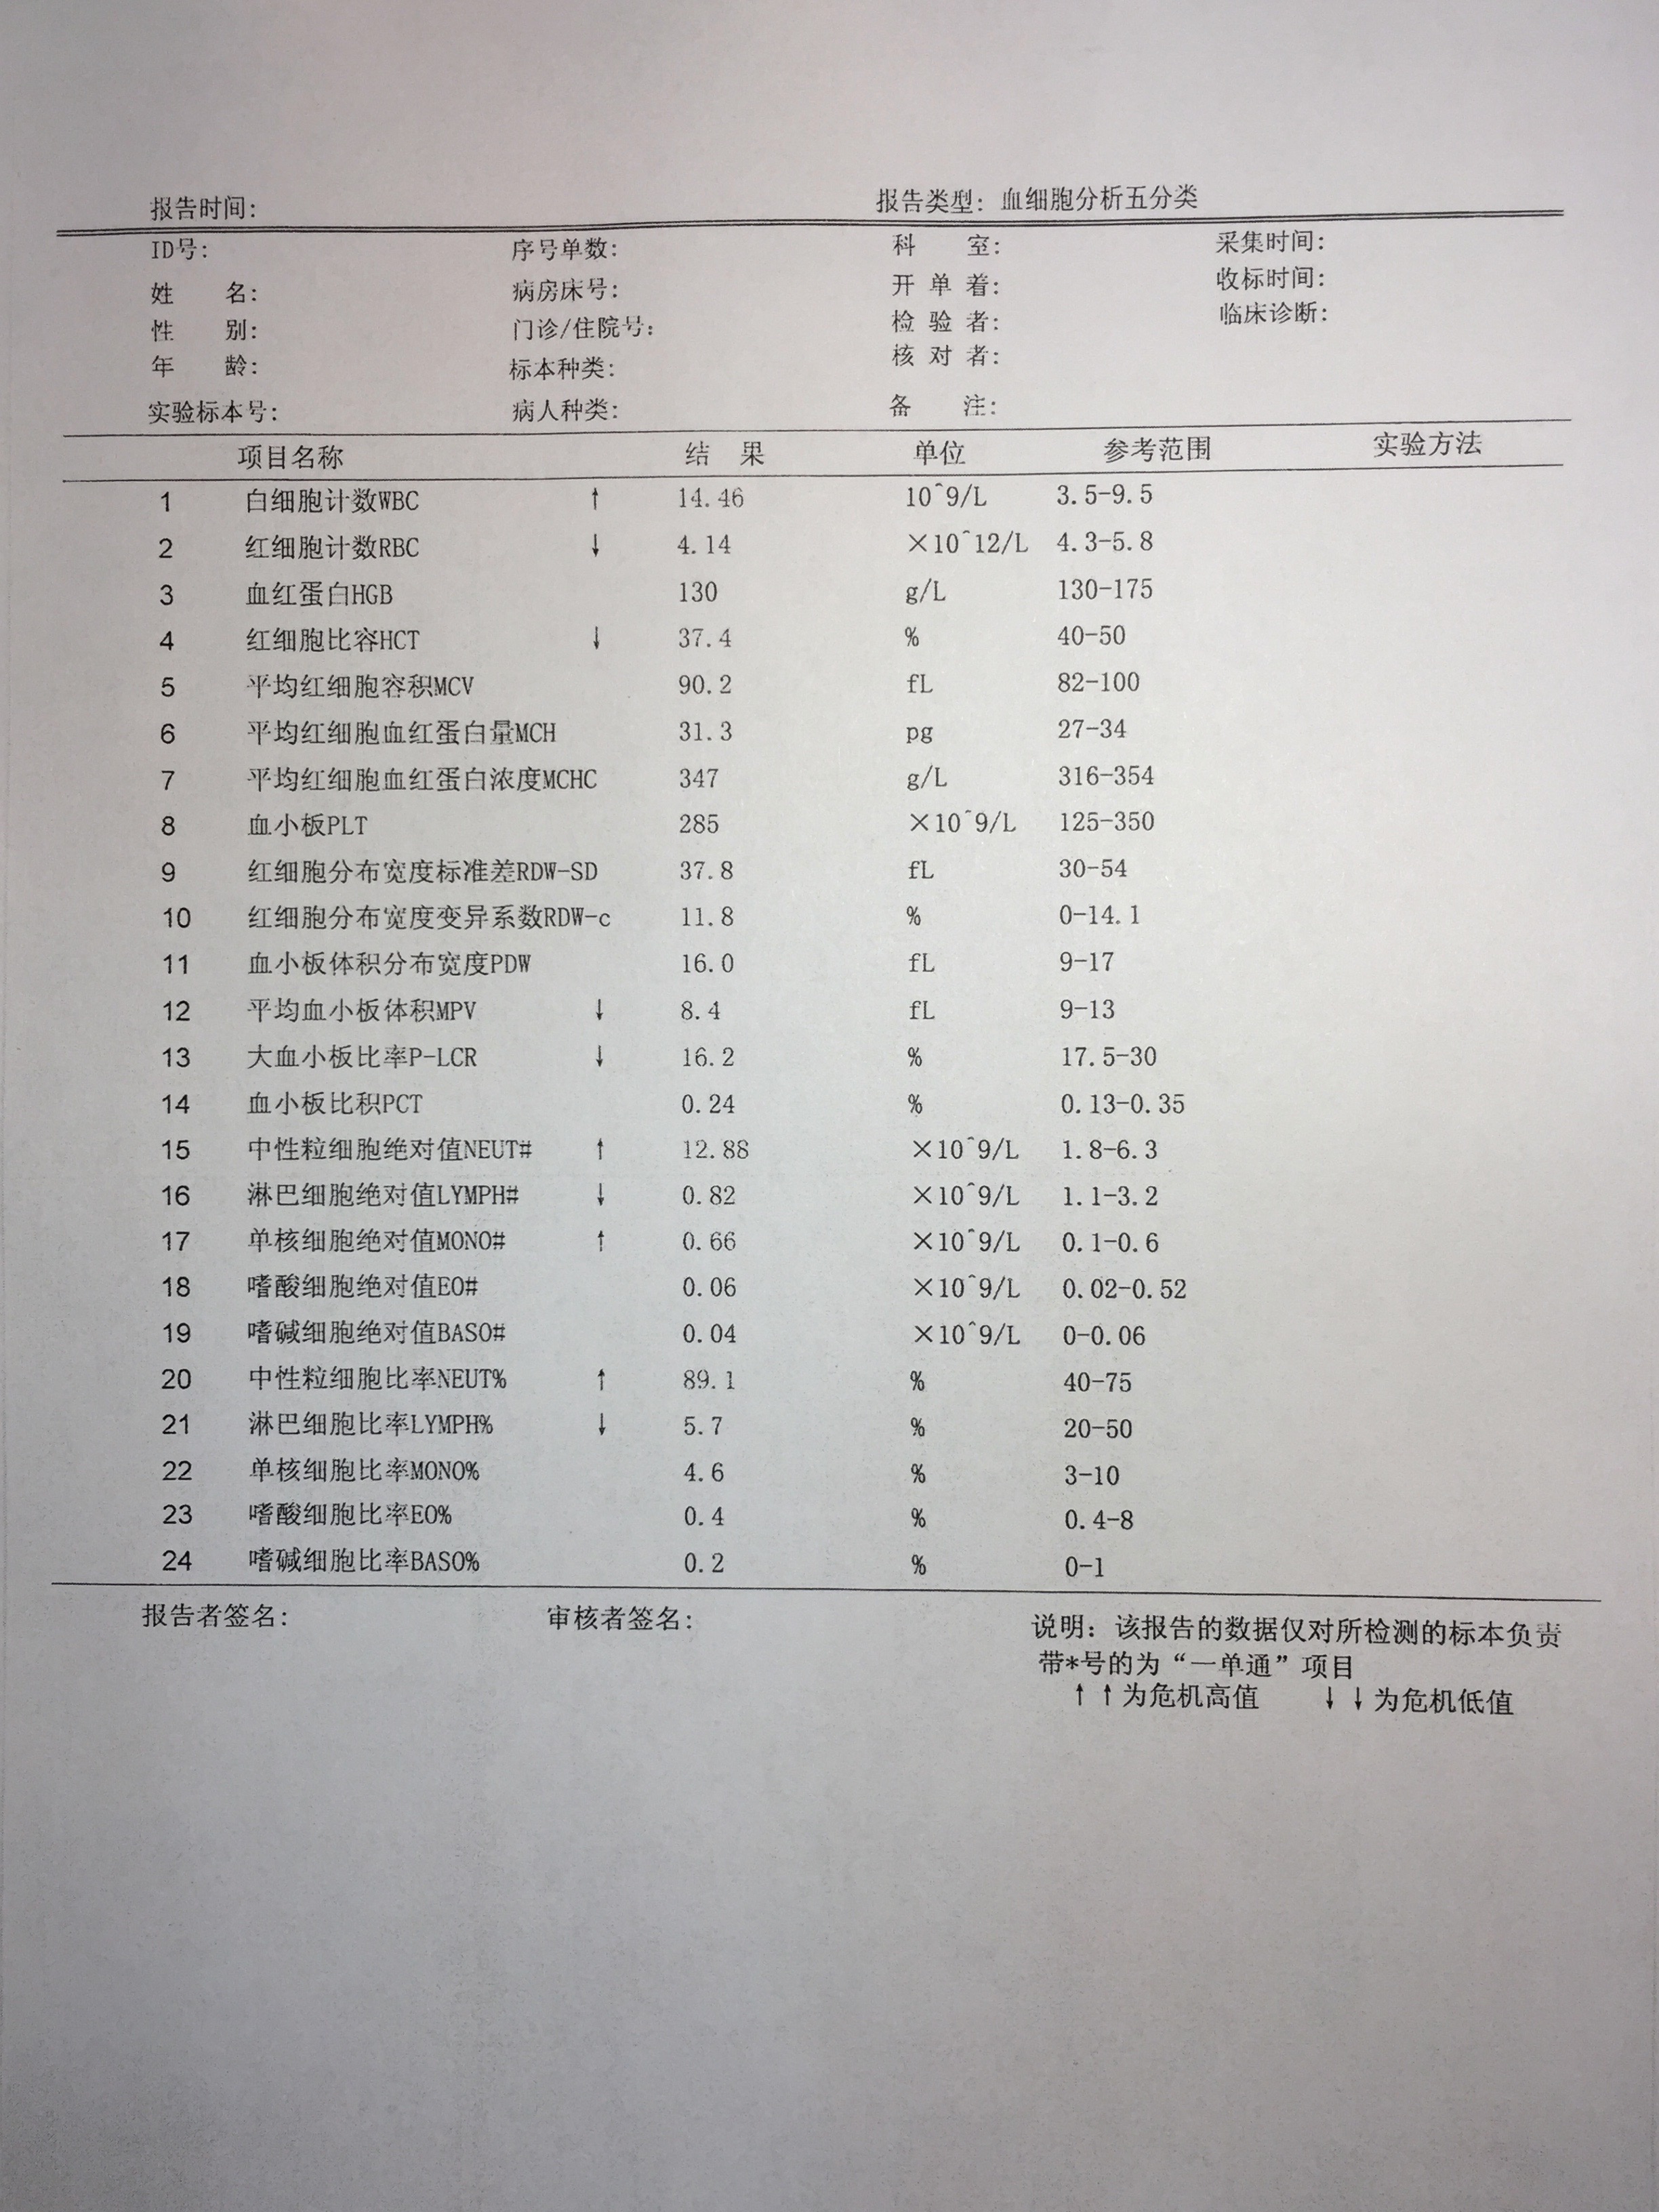 报告时间: 报告类型: 血细胞分析五分类
ID号: 序号单数: 科 室: 采集时间:
姓 名: 病房床号: 开 单 着: 收标时间:
性 别: 门诊/住院号: 检 验 者: 临床诊断:
年 龄: 标本种类: 核 对 者:
实验标本号: 病人种类: 备 注:
项目名称 结 果 单位 参考范围 实验方法
1 白细胞计数WBC ↑ 14.46 10^9/L 3.5-9.5
2 红细胞计数RBC ↓ 4.14 ×10^12/L 4.3-5.8
3 血红蛋白HGB 130 g/L 130-175
4 红细胞比容HCT ↓ 37.4 % 40-50
5 平均红细胞容积MCV 90.2 fL 82-100
6 平均红细胞血红蛋白量MCH 31.3 pg 27-34
7 平均红细胞血红蛋白浓度MCHC 347 g/L 316-354
8 血小板PLT 285 ×10^9/L 125-350
9 红细胞分布宽度标准差RDW-SD 37.8 fL 30-54
10 红细胞分布宽度变异系数RDW-c 11.8 % 0-14.1
11 血小板体积分布宽度PDW 16.0 fL 9-17
12 平均血小板体积MPV ↓ 8.4 fL 9-13
13 大血小板比率P-LCR ↓ 16.2 % 17.5-30
14 血小板比积PCT 0.24 % 0.13-0.35
15 中性粒细胞绝对值NEUT# ↑ 12.88 ×10^9/L 1.8-6.3
16 淋巴细胞绝对值LYMPH# ↓ 0.82 ×10^9/L 1.1-3.2
17 单核细胞绝对值MONO# ↑ 0.66 ×10^9/L 0.1-0.6
18 嗜酸细胞绝对值EO# 0.06 ×10^9/L 0.02-0.52
19 嗜碱细胞绝对值BASO# 0.04 ×10^9/L 0-0.06
20 中性粒细胞比率NEUT% ↑ 89.1 % 40-75
21 淋巴细胞比率LYMPH% ↓ 5.7 % 20-50
22 单核细胞比率MONO% 4.6 % 3-10
23 嗜酸细胞比率EO% 0.4 % 0.4-8
24 嗜碱细胞比率BASO% 0.2 % 0-1
报告者签名: 审核者签名: 说明: 该报告的数据仅对所检测的标本负责
带*号的为“一单通”项目
↑↑为危机高值 ↓↓为危机低值